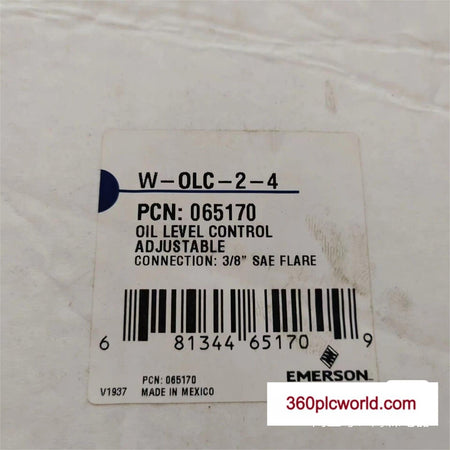 W-OLC-2-4
PCN: 065170
OIL LEVEL CONTROL
ADJUSTABLE
CONNECTION: 3/8" SAE FLARE
6 81344 65170 9
PCN: 065170
V1937 MADE IN MEXICO
EMERSON
360plcworld.com